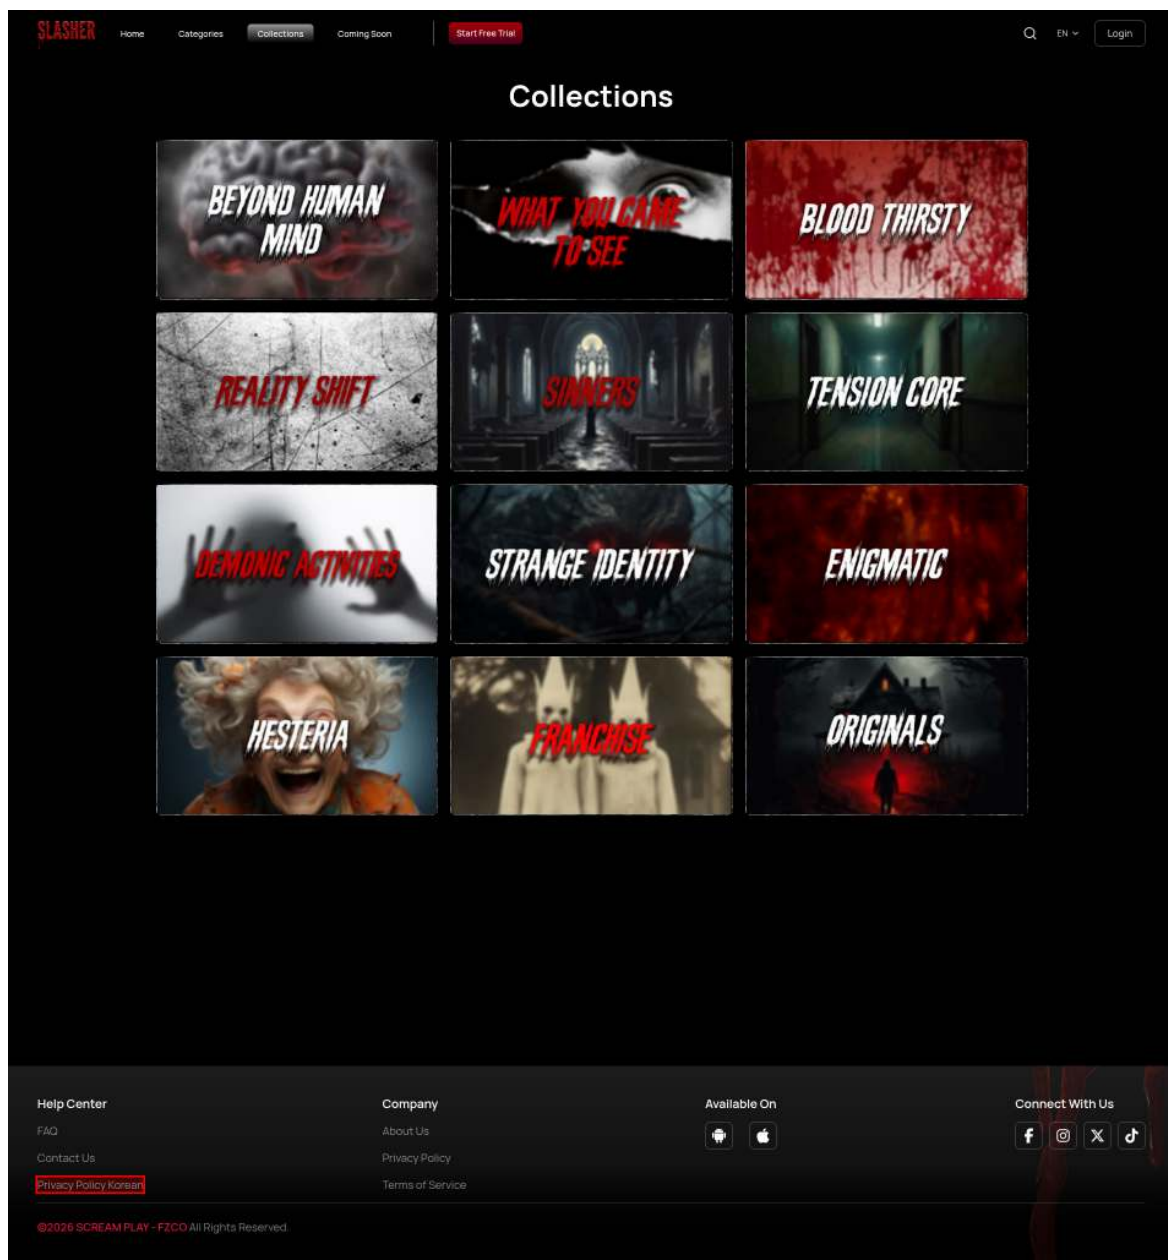 SLASHER
Home
Categories
Collections
Coming Soon
Start Free Trial
EN
Login
Collections
BEYOND HUMAN
MIND
WHAT YOU CAME
TO SEE
BLOOD THIRSTY
REALITY SHIFT
SINNERS
TENSION CORE
DEMONIC ACTIVITIES
STRANGE IDENTITY
ENIGMATIC
HESTERIA
FRANCHISE
ORIGINALS
Help Center
Company
Available On
Connect With Us
FAQ
About Us
Contact Us
Privacy Policy
Privacy Policy Korean
Terms of Service
©2026 SCREAM PLAY - FZCO All Rights Reserved.